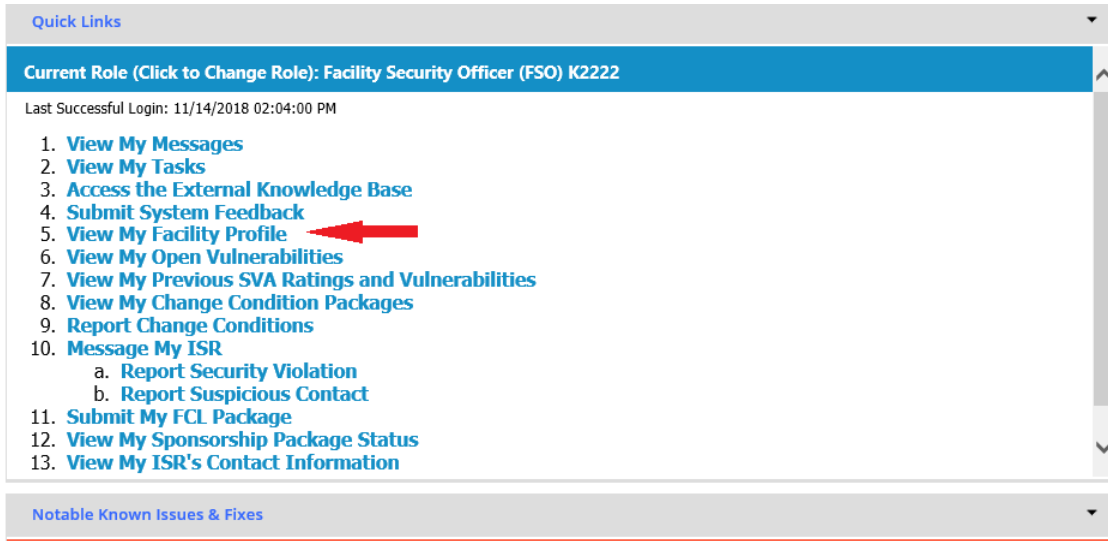 Quick Links
Current Role (Click to Change Role): Facility Security Officer (FSO) K2222
Last Successful Login: 11/14/2018 02:04:00 PM
1. View My Messages
2. View My Tasks
3. Access the External Knowledge Base
4. Submit System Feedback
5. View My Facility Profile
6. View My Open Vulnerabilities
7. View My Previous SVA Ratings and Vulnerabilities
8. View My Change Condition Packages
9. Report Change Conditions
10. Message My ISR
a. Report Security Violation
b. Report Suspicious Contact
11. Submit My FCL Package
12. View My Sponsorship Package Status
13. View My ISR's Contact Information
Notable Known Issues & Fixes